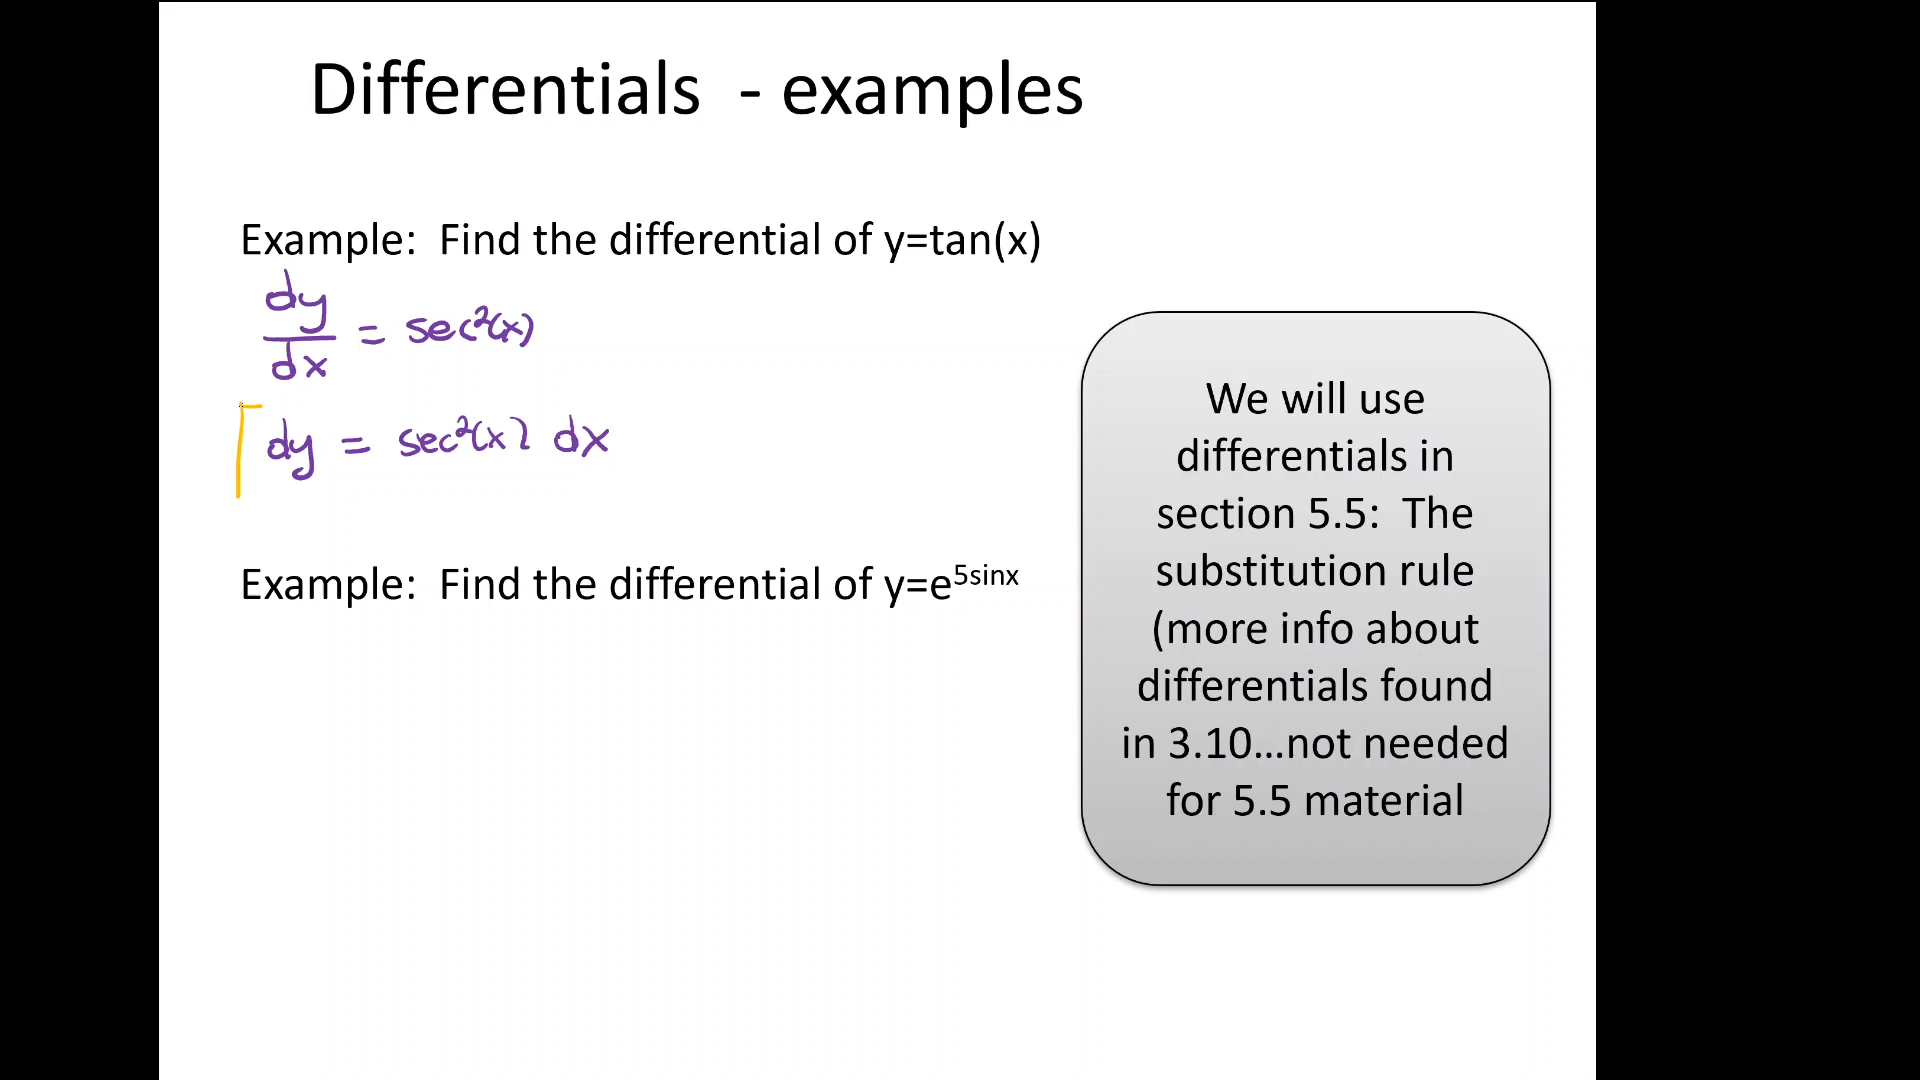 Differentials - examples
Example: Find the differential of y=tan(x)
dy/dx = sec²(x)
dy = sec²(x) dx
Example: Find the differential of y=e^5sinx
We will use
differentials in
section 5.5: The
substitution rule
(more info about
differentials found
in 3.10…not needed
for 5.5 material